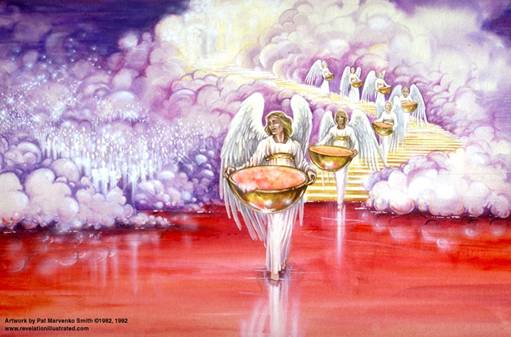 Artwork by Pat Marvenko Smith ©1982, 1992
www.revelationillustrated.com